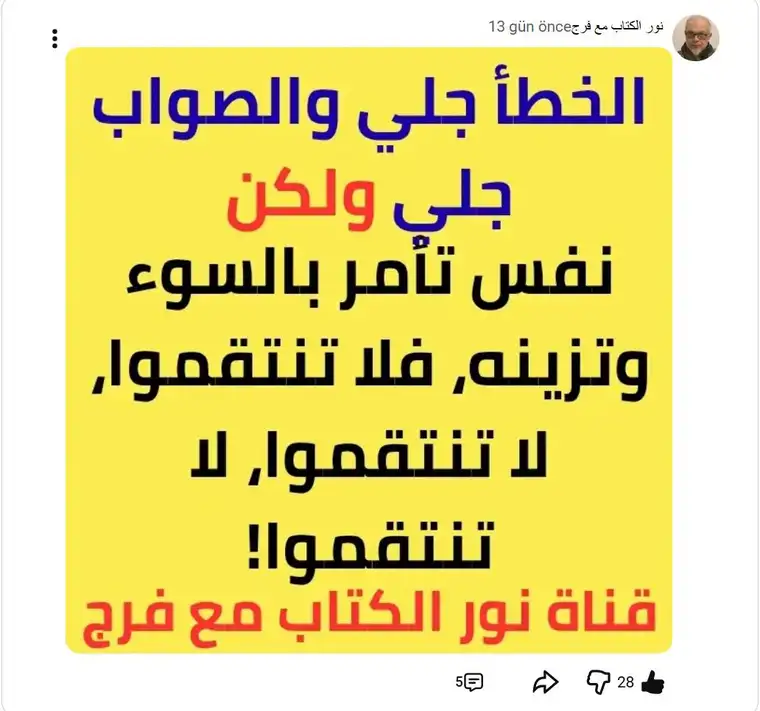 نور الكتاب مع فرج 13 gün önce
الخطأ جلي والصواب
جلي ولكن
نفس تأمر بالسوء
وتزينه، فلا تنتقموا،
لا تنتقموا، لا
تنتقموا!
قناة نور الكتاب مع فرج
28 5